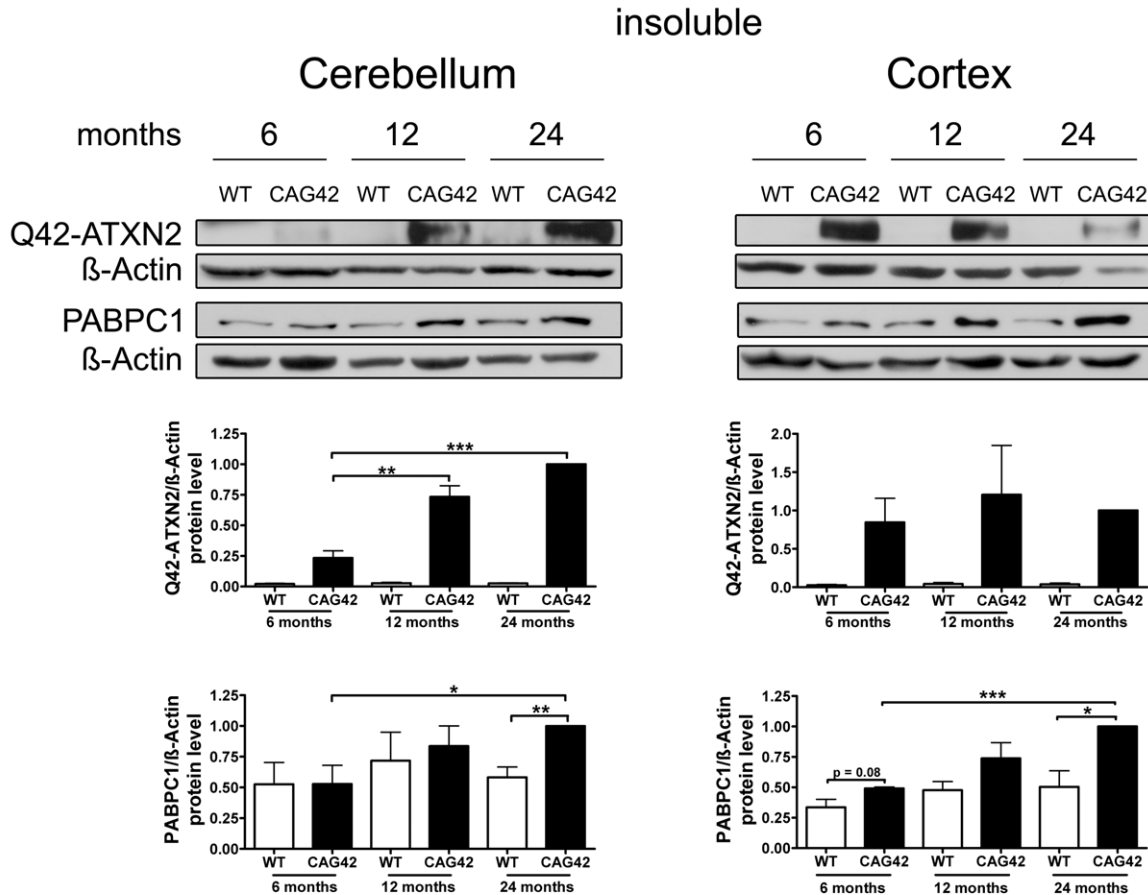 insoluble
Cerebellum Cortex
months 6 12 24 6 12 24
WT CAG42 WT CAG42 WT CAG42 WT CAG42 WT CAG42 WT CAG42
Q42-ATXN2
ß-Actin
PABPC1
ß-Actin
Q42-ATXN2/ß-Actin
protein level
1.25
1.00
0.75
0.50
0.25
0.00
***
**
WT CAG42 WT CAG42 WT CAG42
6 months 12 months 24 months
Q42-ATXN2/ß-Actin
protein level
2.0
1.5
1.0
0.5
0.0
WT CAG42 WT CAG42 WT CAG42
6 months 12 months 24 months
PABPC1/ß-Actin
protein level
1.25
1.00
0.75
0.50
0.25
0.00
*
**
WT CAG42 WT CAG42 WT CAG42
6 months 12 months 24 months
PABPC1/ß-Actin
protein level
1.25
1.00
0.75
0.50
0.25
0.00
***
*
p = 0.08
WT CAG42 WT CAG42 WT CAG42
6 months 12 months 24 months